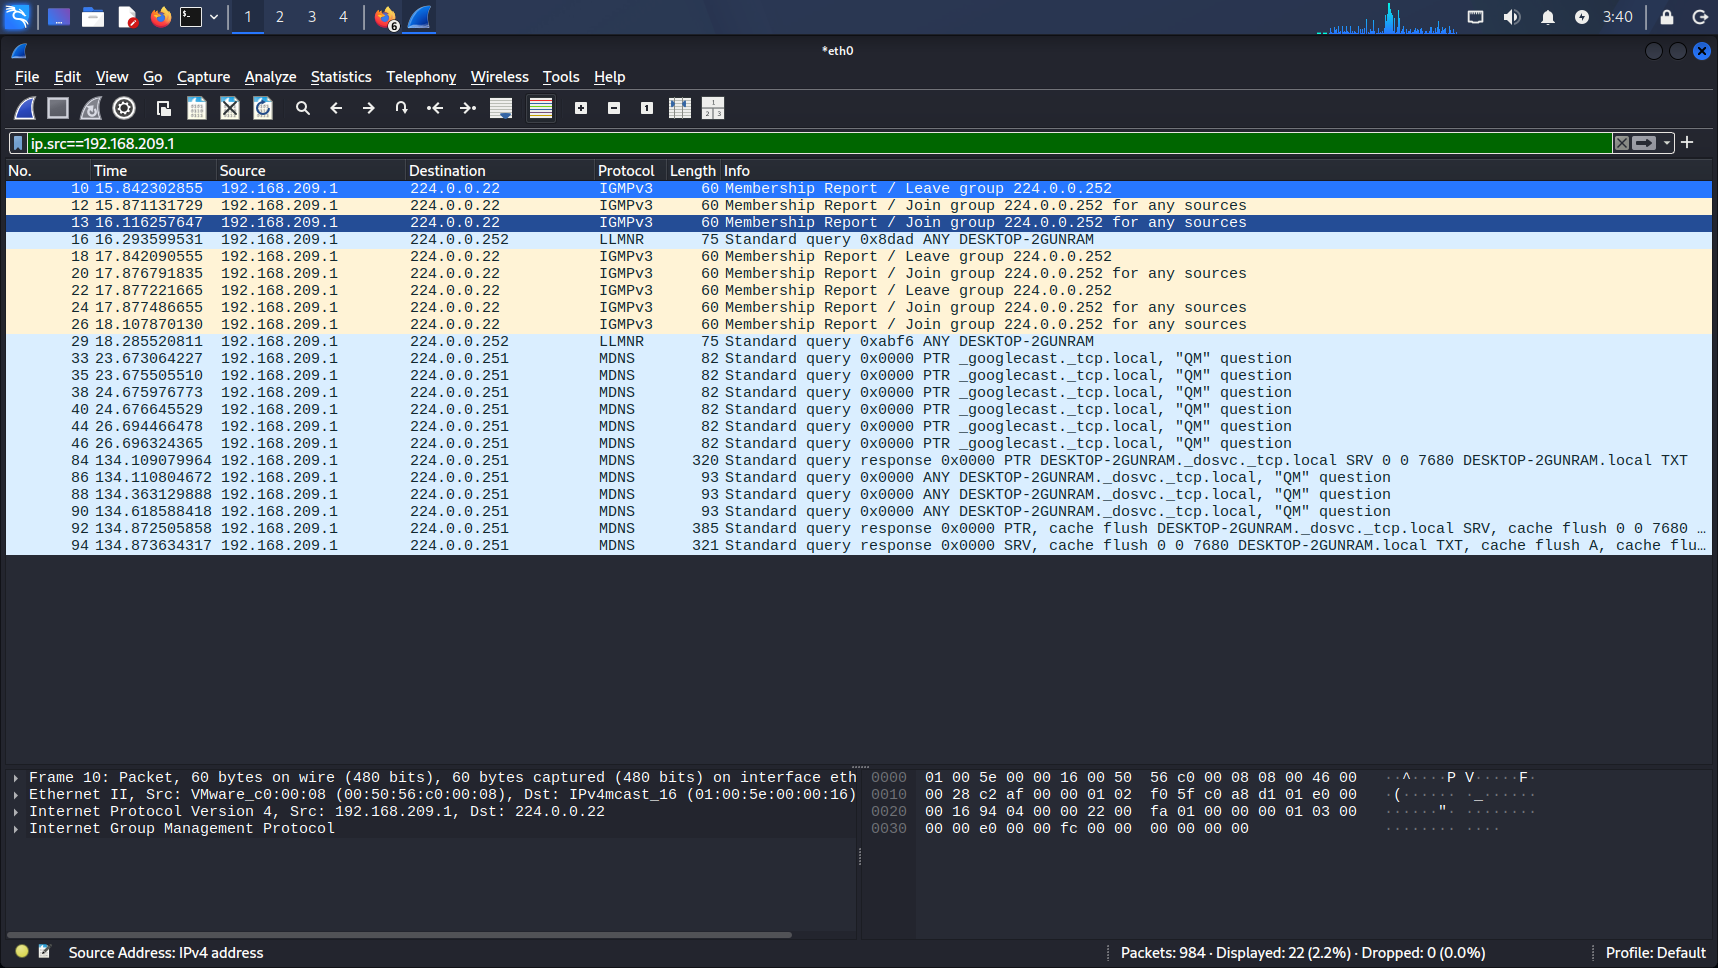 1 2 3 4 6 3:40
*eth0
File Edit View Go Capture Analyze Statistics Telephony Wireless Tools Help
ip.src==192.168.209.1
No. Time Source Destination Protocol Length Info
10 15.842302855 192.168.209.1 224.0.0.22 IGMPv3 60 Membership Report / Leave group 224.0.0.252
12 15.871131729 192.168.209.1 224.0.0.22 IGMPv3 60 Membership Report / Join group 224.0.0.252 for any sources
13 16.116257647 192.168.209.1 224.0.0.22 IGMPv3 60 Membership Report / Join group 224.0.0.252 for any sources
16 16.293599531 192.168.209.1 224.0.0.252 LLMNR 75 Standard query 0x8dad ANY DESKTOP-2GUNRAM
18 17.842090555 192.168.209.1 224.0.0.22 IGMPv3 60 Membership Report / Leave group 224.0.0.252
20 17.876791835 192.168.209.1 224.0.0.22 IGMPv3 60 Membership Report / Join group 224.0.0.252 for any sources
22 17.877221665 192.168.209.1 224.0.0.22 IGMPv3 60 Membership Report / Leave group 224.0.0.252
24 17.877486655 192.168.209.1 224.0.0.22 IGMPv3 60 Membership Report / Join group 224.0.0.252 for any sources
26 18.107870130 192.168.209.1 224.0.0.22 IGMPv3 60 Membership Report / Join group 224.0.0.252 for any sources
29 18.285520811 192.168.209.1 224.0.0.252 LLMNR 75 Standard query 0xabf6 ANY DESKTOP-2GUNRAM
33 23.673064227 192.168.209.1 224.0.0.251 MDNS 82 Standard query 0x0000 PTR _googlecast._tcp.local, "QM" question
35 23.675505510 192.168.209.1 224.0.0.251 MDNS 82 Standard query 0x0000 PTR _googlecast._tcp.local, "QM" question
38 24.675976773 192.168.209.1 224.0.0.251 MDNS 82 Standard query 0x0000 PTR _googlecast._tcp.local, "QM" question
40 24.676645529 192.168.209.1 224.0.0.251 MDNS 82 Standard query 0x0000 PTR _googlecast._tcp.local, "QM" question
44 26.694466478 192.168.209.1 224.0.0.251 MDNS 82 Standard query 0x0000 PTR _googlecast._tcp.local, "QM" question
46 26.696324365 192.168.209.1 224.0.0.251 MDNS 82 Standard query 0x0000 PTR _googlecast._tcp.local, "QM" question
84 134.109079964 192.168.209.1 224.0.0.251 MDNS 320 Standard query response 0x0000 PTR DESKTOP-2GUNRAM._dosvc._tcp.local SRV 0 0 7680 DESKTOP-2GUNRAM.local TXT
86 134.110804672 192.168.209.1 224.0.0.251 MDNS 93 Standard query 0x0000 ANY DESKTOP-2GUNRAM._dosvc._tcp.local, "QM" question
88 134.363129888 192.168.209.1 224.0.0.251 MDNS 93 Standard query 0x0000 ANY DESKTOP-2GUNRAM._dosvc._tcp.local, "QM" question
90 134.618588418 192.168.209.1 224.0.0.251 MDNS 93 Standard query 0x0000 ANY DESKTOP-2GUNRAM._dosvc._tcp.local, "QM" question
92 134.872505858 192.168.209.1 224.0.0.251 MDNS 385 Standard query response 0x0000 PTR, cache flush DESKTOP-2GUNRAM._dosvc._tcp.local SRV, cache flush 0 0 7680 …
94 134.873634317 192.168.209.1 224.0.0.251 MDNS 321 Standard query response 0x0000 SRV, cache flush 0 0 7680 DESKTOP-2GUNRAM.local TXT, cache flush A, cache flu…
Frame 10: Packet, 60 bytes on wire (480 bits), 60 bytes captured (480 bits) on interface eth
Ethernet II, Src: VMware_c0:00:08 (00:50:56:c0:00:08), Dst: IPv4mcast_16 (01:00:5e:00:00:16)
Internet Protocol Version 4, Src: 192.168.209.1, Dst: 224.0.0.22
Internet Group Management Protocol
0000 01 00 5e 00 00 16 00 50 56 c0 00 08 08 00 46 00 ··^····P V·····F·
0010 00 28 c2 af 00 00 01 02 f0 5f c0 a8 d1 01 e0 00 ·(······ ·_······
0020 00 16 94 04 00 00 22 00 fa 01 00 00 00 01 03 00 ······"· ········
0030 00 00 e0 00 00 fc 00 00 00 00 00 00 ········ ····
Source Address: IPv4 address
Packets: 984 · Displayed: 22 (2.2%) · Dropped: 0 (0.0%)
Profile: Default